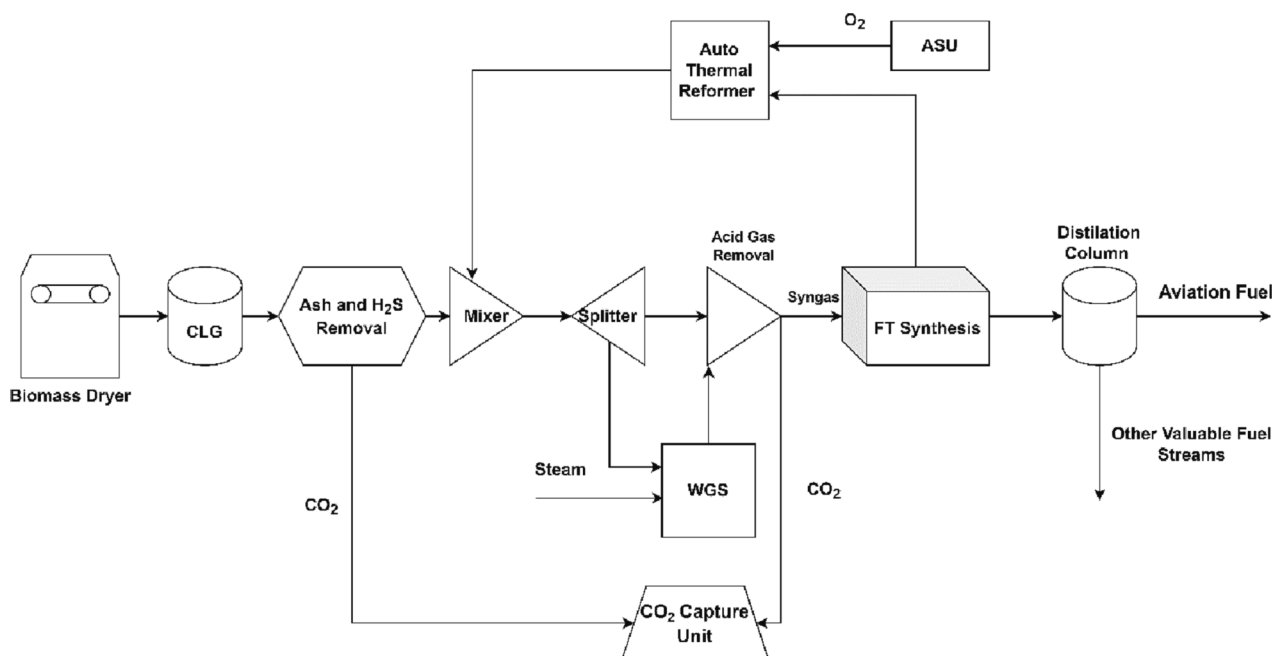 O₂
ASU
Auto
Thermal
Reformer
Acid Gas
Removal
Distilation
Column
Ash and H₂S
Removal
Mixer
Splitter
Syngas
FT Synthesis
Aviation Fuel
CLG
Biomass Dryer
Other Valuable Fuel
Streams
Steam
WGS
CO₂
CO₂
CO₂ Capture
Unit